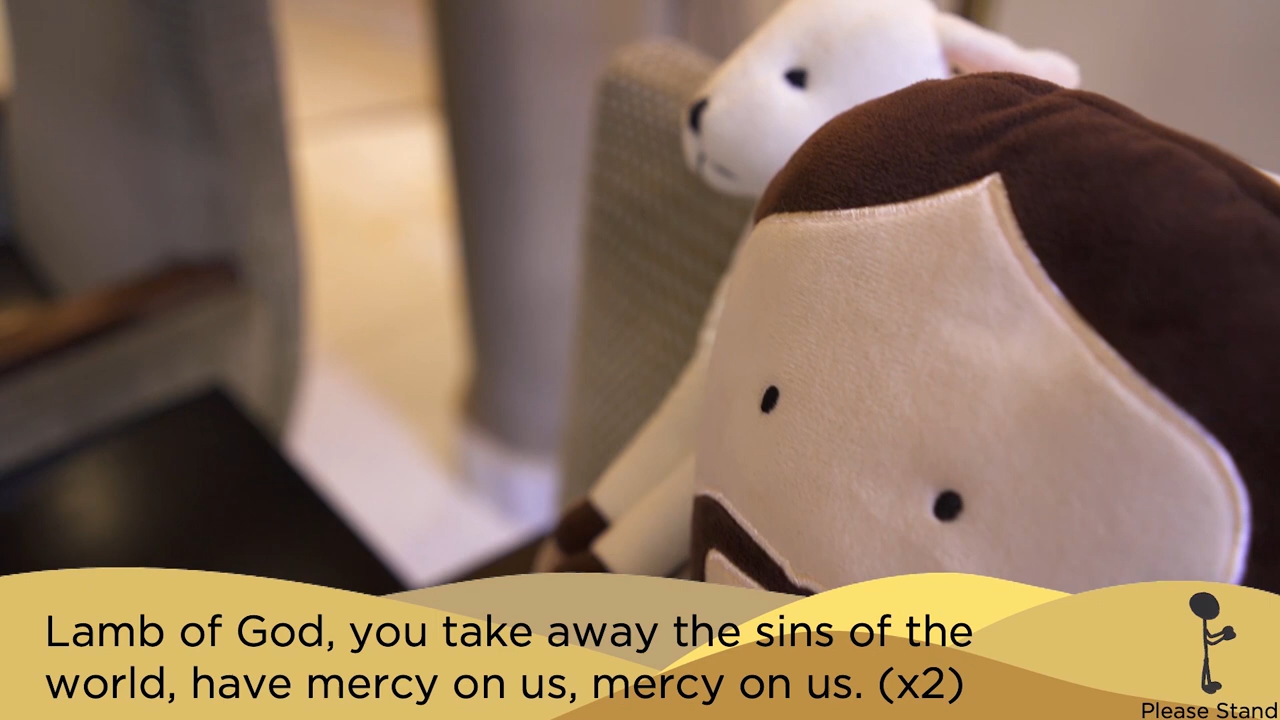 Lamb of God, you take away the sins of the
world, have mercy on us, mercy on us. (x2)
Please Stand